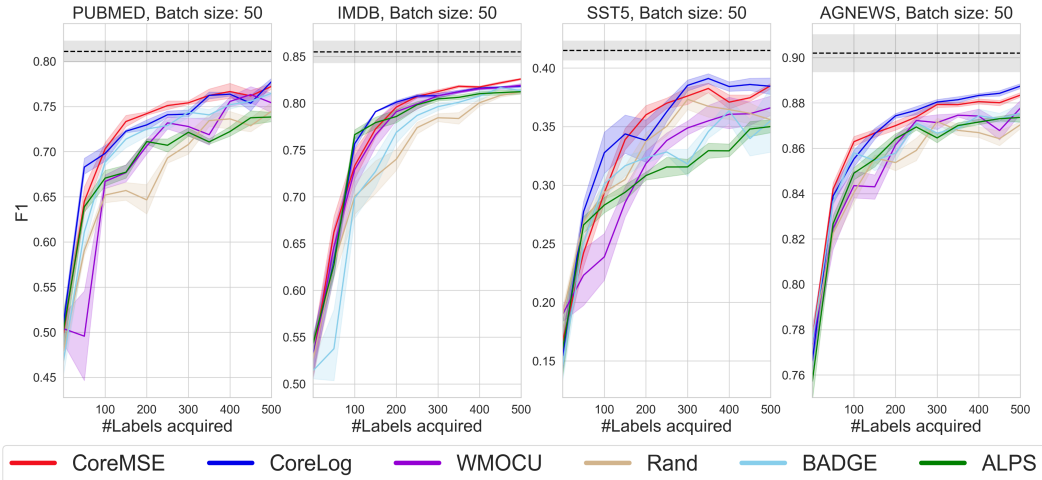 PUBMED, Batch size: 50
IMDB, Batch size: 50
SST5, Batch size: 50
AGNEWS, Batch size: 50
F1
0.80
0.75
0.70
0.65
0.60
0.55
0.50
0.45
100 200 300 400 500
#Labels acquired
0.85
0.80
0.75
0.70
0.65
0.60
0.55
0.50
100 200 300 400 500
#Labels acquired
0.40
0.35
0.30
0.25
0.20
0.15
100 200 300 400 500
#Labels acquired
0.90
0.88
0.86
0.84
0.82
0.80
0.78
0.76
100 200 300 400 500
#Labels acquired
CoreMSE CoreLog WMOCU Rand BADGE ALPS